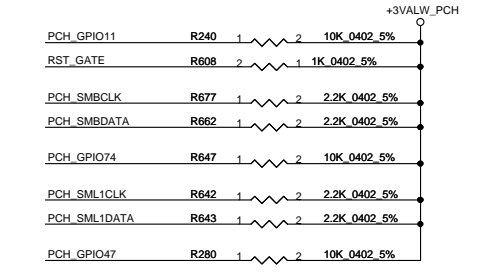 +3VALW_PCH
PCH_GPIO11 R240 1 2 10K_0402_5%
RST_GATE R608 2 1 1K_0402_5%
PCH_SMBCLK R677 1 2 2.2K_0402_5%
PCH_SMBDATA R662 1 2 2.2K_0402_5%
PCH_GPIO74 R647 1 2 10K_0402_5%
PCH_SML1CLK R642 1 2 2.2K_0402_5%
PCH_SML1DATA R643 1 2 2.2K_0402_5%
PCH_GPIO47 R280 1 2 10K_0402_5%